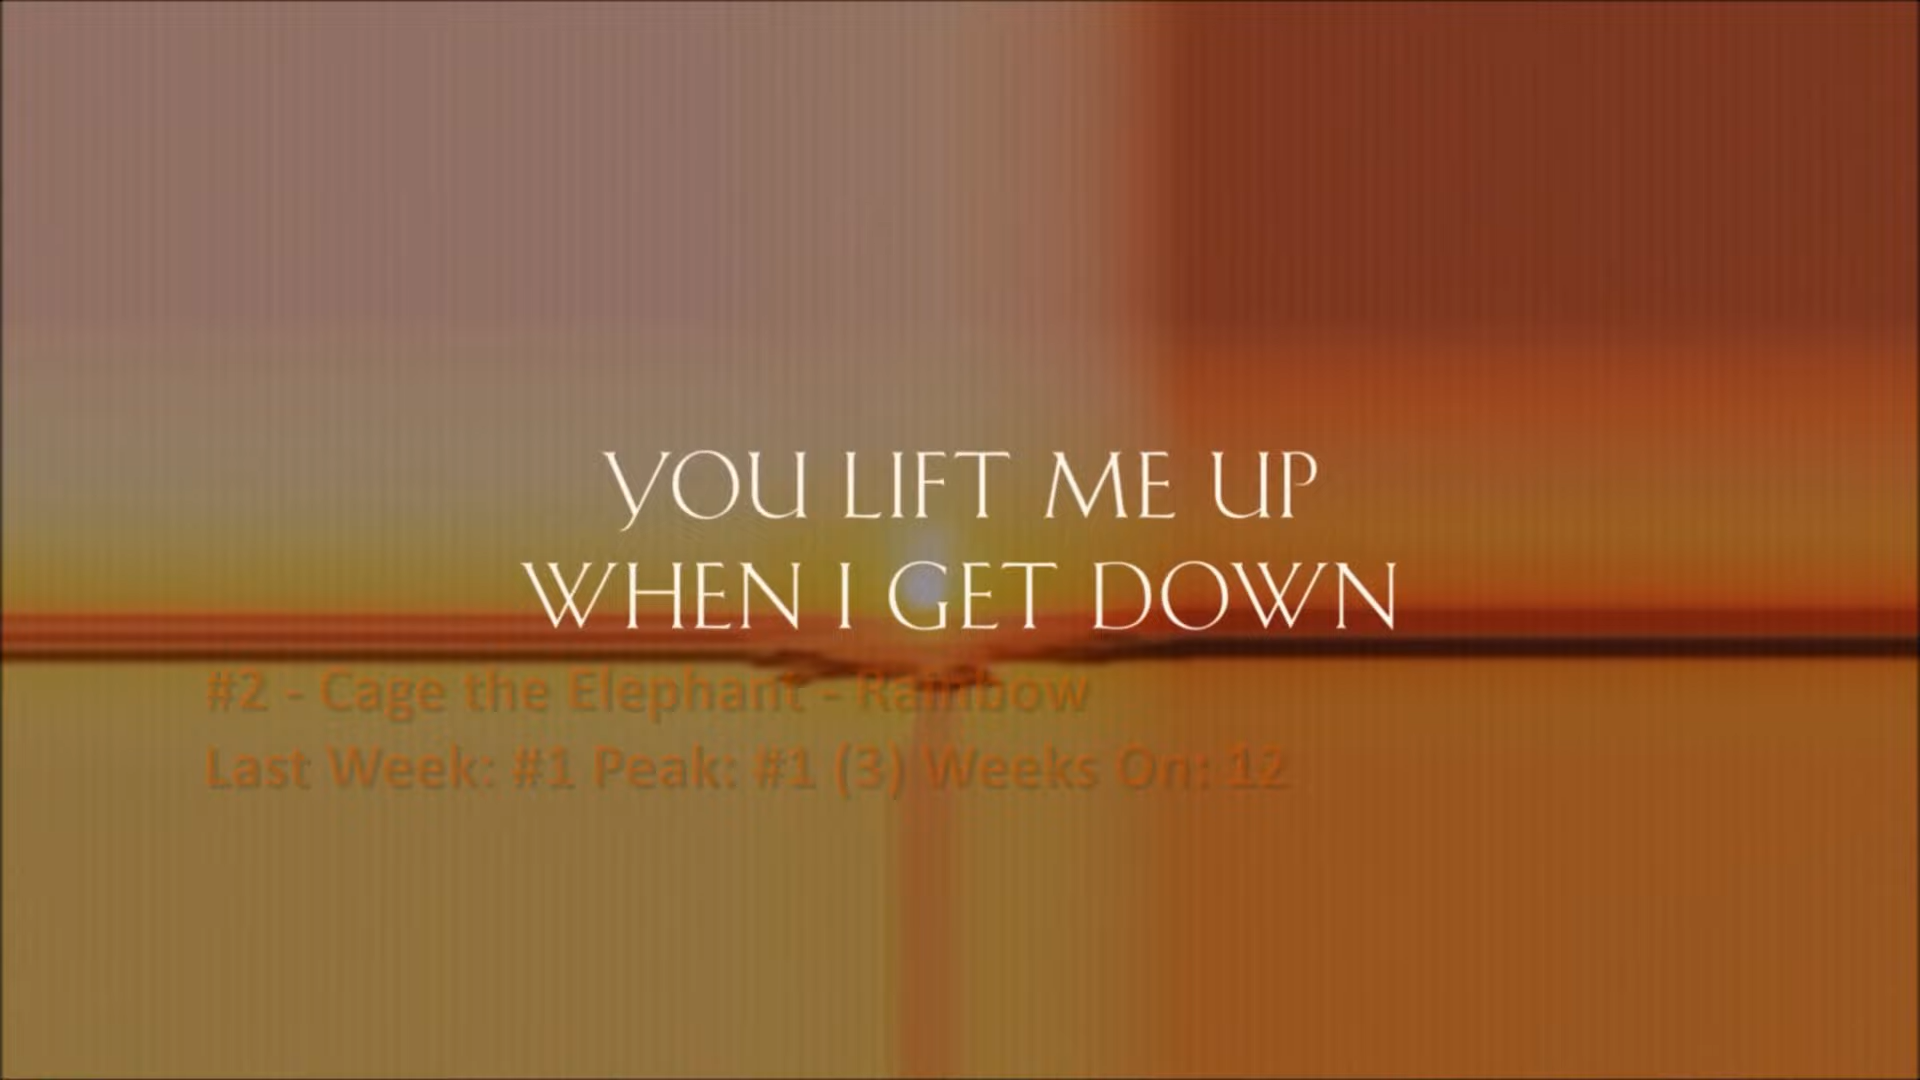 YOU LIFT ME UP
WHEN I GET DOWN
#2 - Cage the Elephant - Rainbow
Last Week: #1 Peak: #1 (3) Weeks On: 12